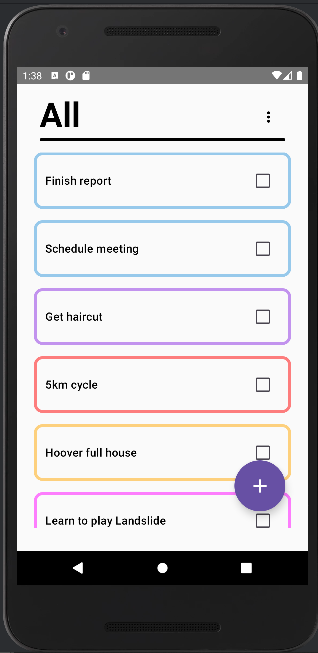 1:38
All
Finish report
Schedule meeting
Get haircut
5km cycle
Hoover full house
Learn to play Landslide